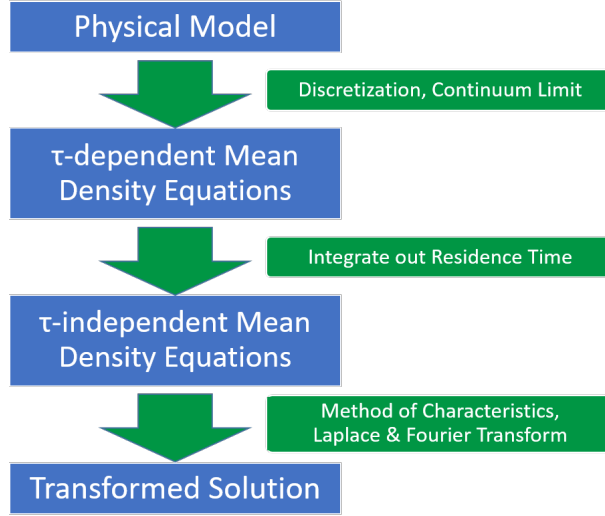 Physical Model
Discretization, Continuum Limit
τ-dependent Mean
Density Equations
Integrate out Residence Time
τ-independent Mean
Density Equations
Method of Characteristics,
Laplace & Fourier Transform
Transformed Solution